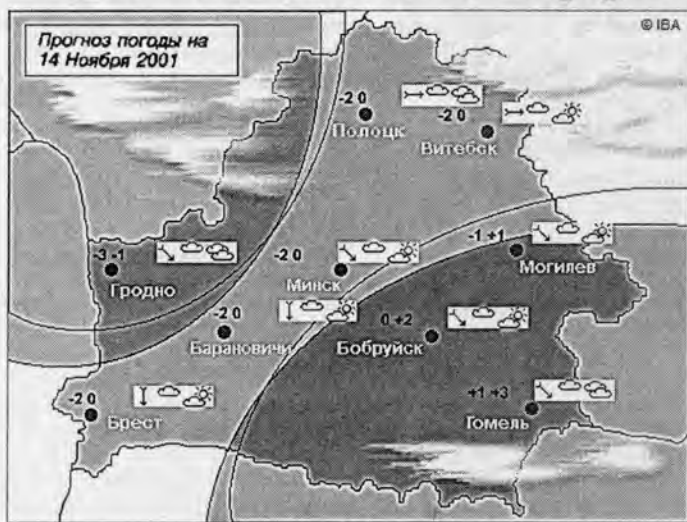 Прогноз погоды на
14 Ноября 2001
© IBA
-2 0
Полоцк
-2 0
Витебск
-3 -1
Гродно
-2 0
Минск
-1 +1
Могилев
-2 0
Барановичи
0 +2
Бобруйск
-2 0
Брест
+1 +3
Гомель